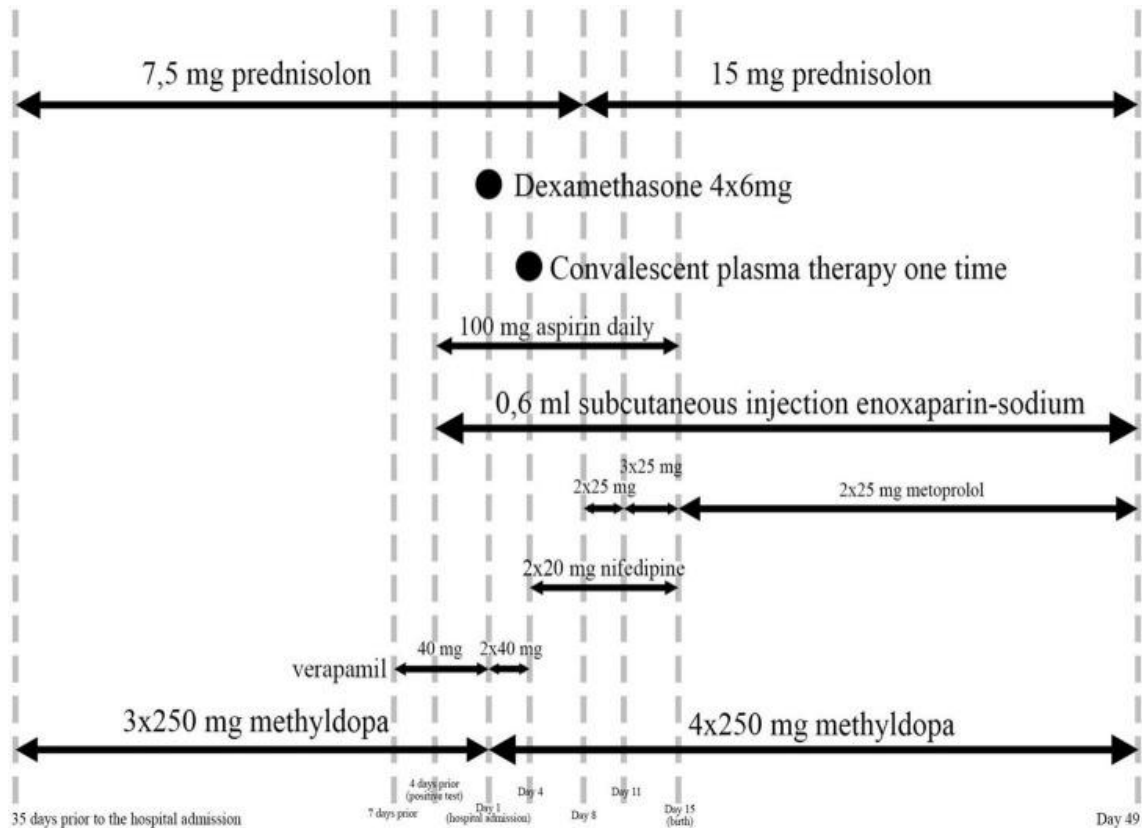 7,5 mg prednisolon
15 mg prednisolon
Dexamethasone 4x6mg
Convalescent plasma therapy one time
100 mg aspirin daily
0,6 ml subcutaneous injection enoxaparin-sodium
3x25 mg
2x25 mg
2x25 mg metoprolol
2x20 mg nifedipine
40 mg
2x40 mg
verapamil
3x250 mg methyldopa
4x250 mg methyldopa
35 days prior to the hospital admission
7 days prior
4 days prior
(positive test)
Day 1
(hospital admission)
Day 4
Day 8
Day 11
Day 15
(birth)
Day 49